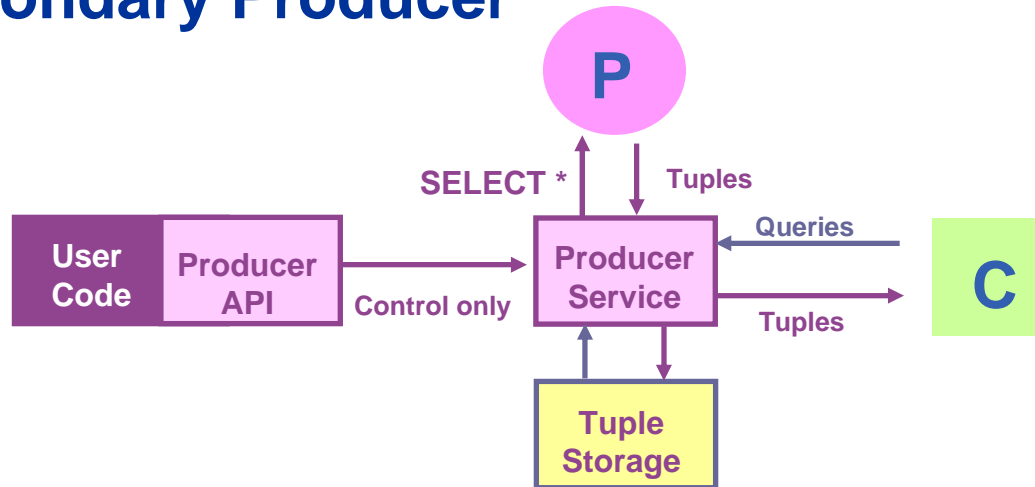 ondary Producer
P
SELECT *
Tuples
User
Code
Producer
API
Control only
Producer
Service
Queries
Tuples
C
Tuple
Storage